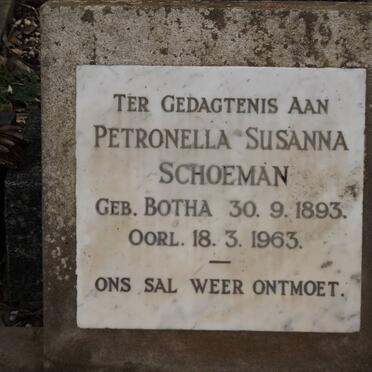 TER GEDAGTENIS AAN
PETRONELLA SUSANNA
SCHOEMAN
GEB. BOTHA 30. 9. 1893.
OORL. 18. 3. 1963.
—
ONS SAL WEER ONTMOET.